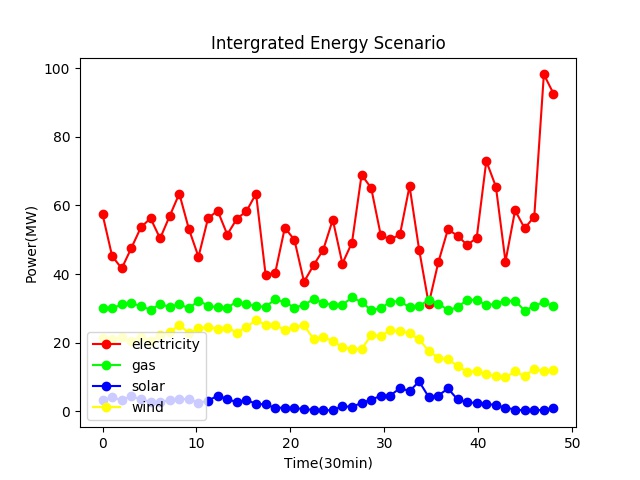 Intergrated Energy Scenario
Power(MW)
100
80
60
40
20
0
electricity
gas
solar
wind
0 10 20 30 40 50
Time(30min)